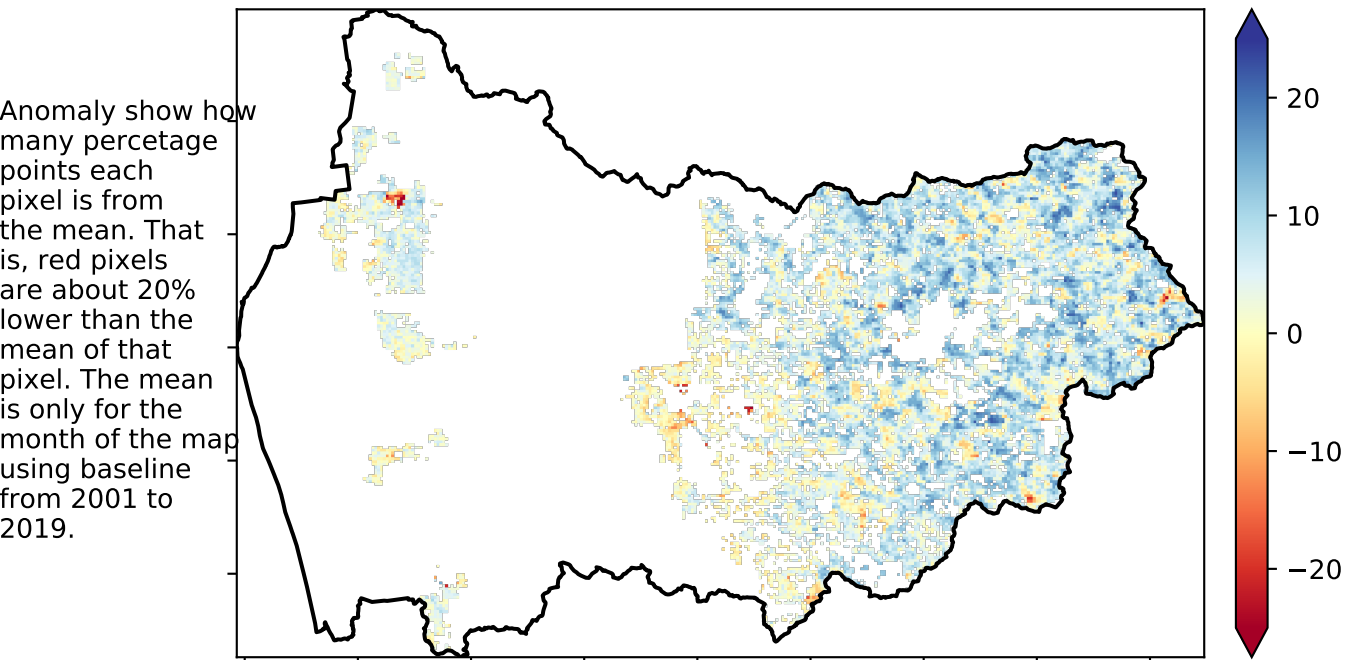 Anomaly show how
many percetage
points each
pixel is from
the mean. That
is, red pixels
are about 20%
lower than the
mean of that
pixel. The mean
is only for the
month of the map
using baseline
from 2001 to
2019.
20
10
0
−10
−20